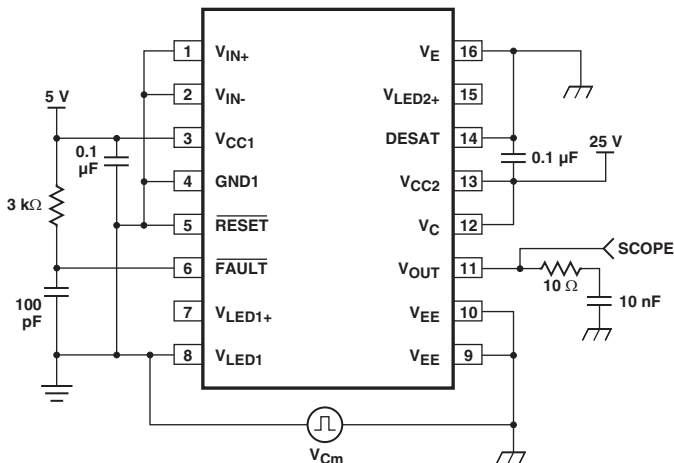 1 V_IN+ V_E 16
2 V_IN- V_LED2+ 15
5 V
3 V_CC1 DESAT 14
0.1 µF
0.1 µF
25 V
4 GND1 V_CC2 13
3 kΩ
5 RESET V_C 12
SCOPE
6 FAULT V_OUT 11
10 Ω
100 pF
10 nF
7 V_LED1+ V_EE 10
8 V_LED1 V_EE 9
V_Cm